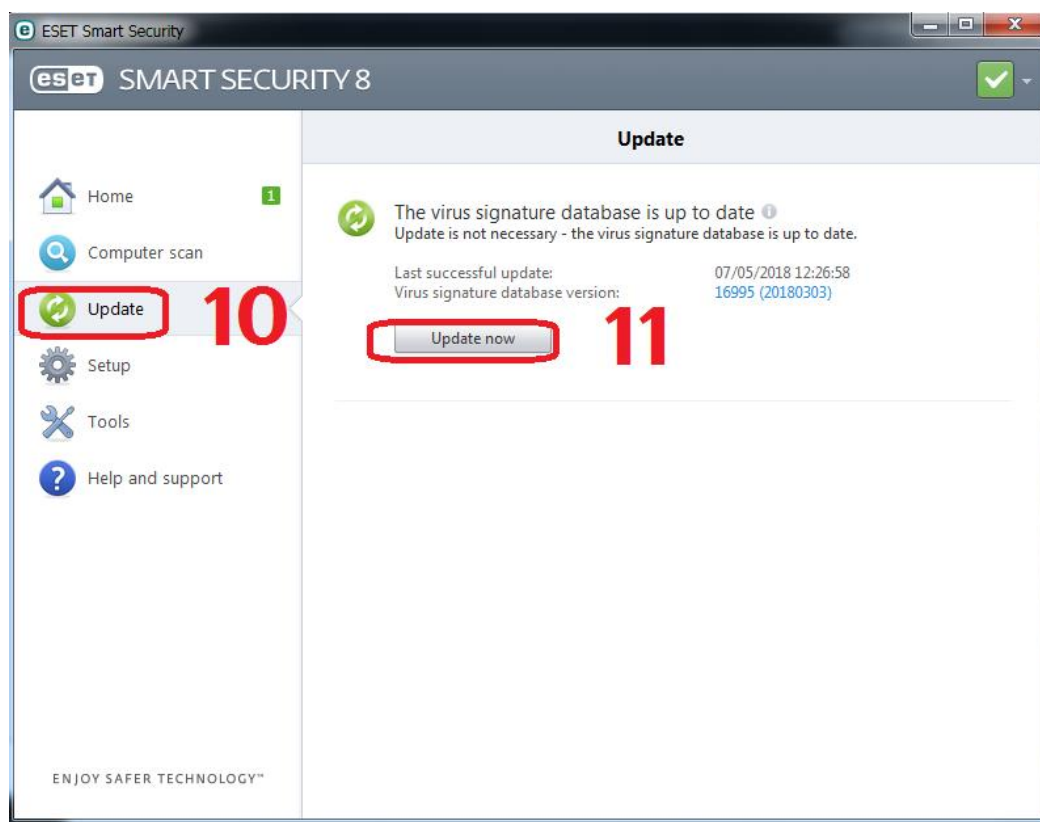 ESET Smart Security
eset SMART SECURITY 8
Update
Home 1
Computer scan
Update 10
Setup
Tools
Help and support
The virus signature database is up to date
Update is not necessary - the virus signature database is up to date.
Last successful update: 07/05/2018 12:26:58
Virus signature database version: 16995 (20180303)
Update now 11
ENJOY SAFER TECHNOLOGY™